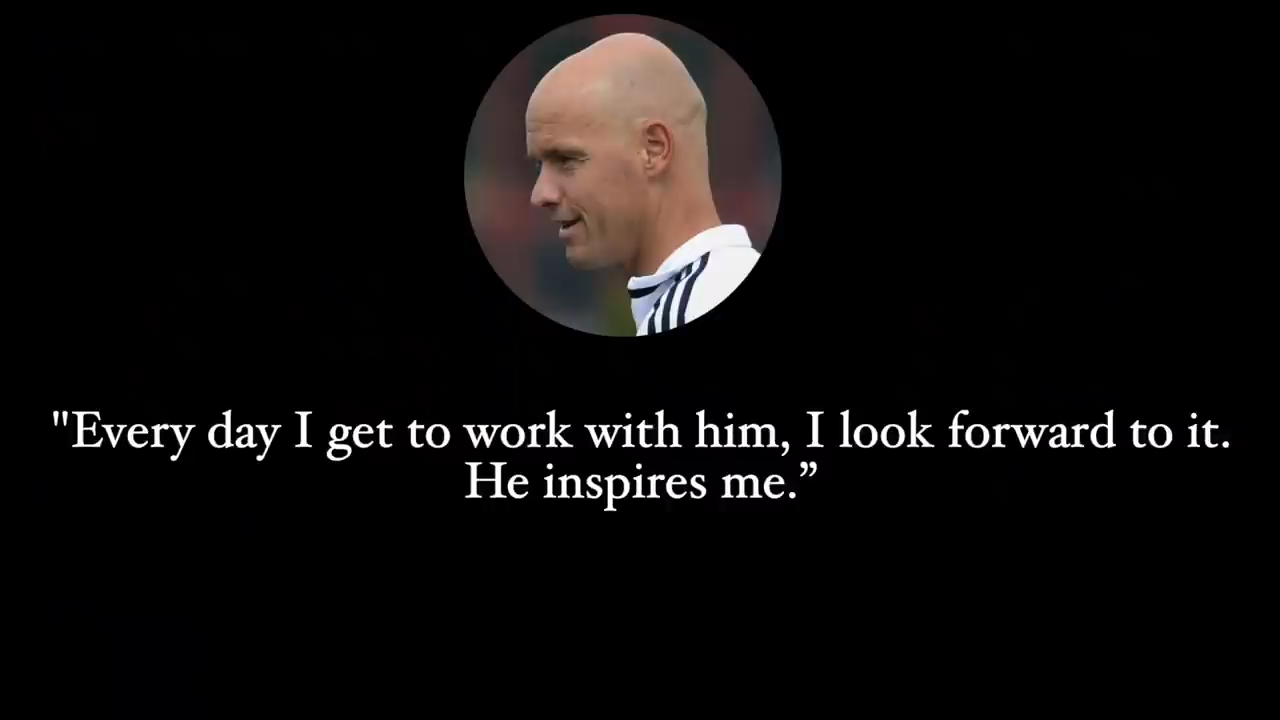 "Every day I get to work with him, I look forward to it.
He inspires me.”